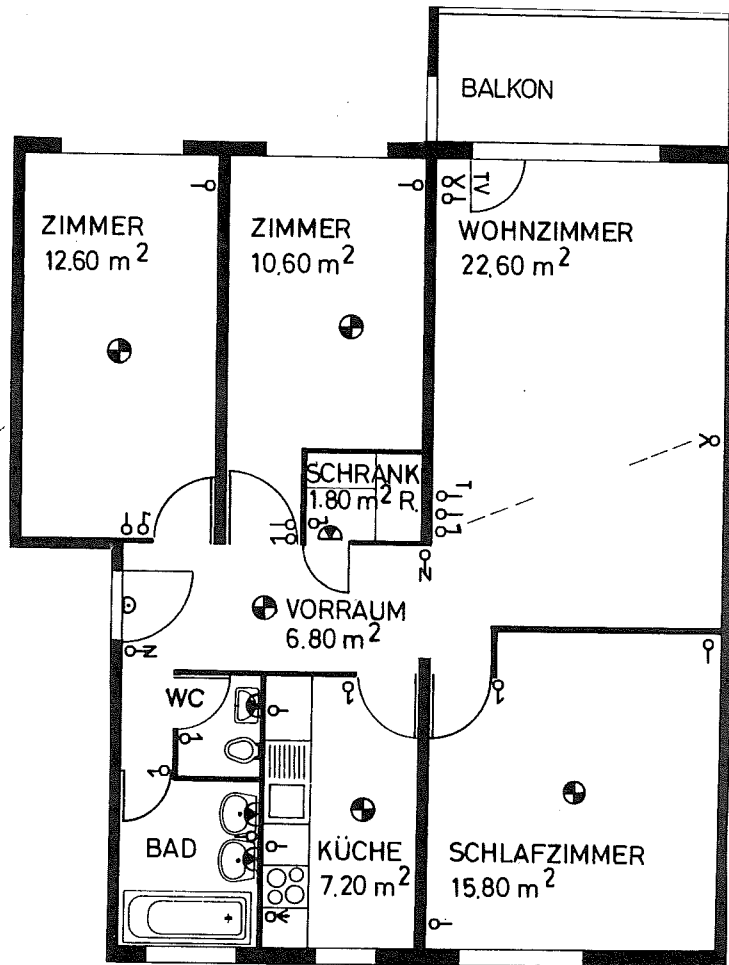 BALKON
TV
ZIMMER
12.60 m²
ZIMMER
10.60 m²
WOHNZIMMER
22.60 m²
SCHRANK
1.80 m² R.
VORRAUM
6.80 m²
WC
BAD
KÜCHE
7.20 m²
SCHLAFZIMMER
15.80 m²